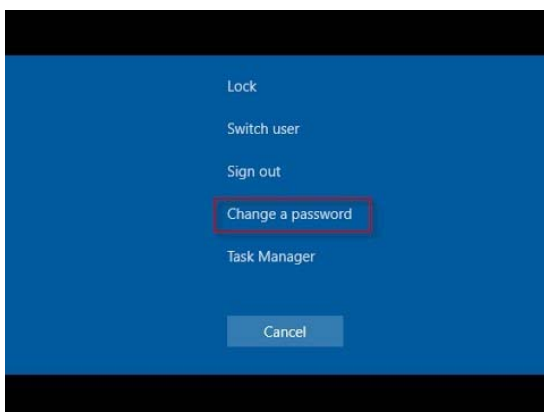 Lock
Switch user
Sign out
Change a password
Task Manager
Cancel